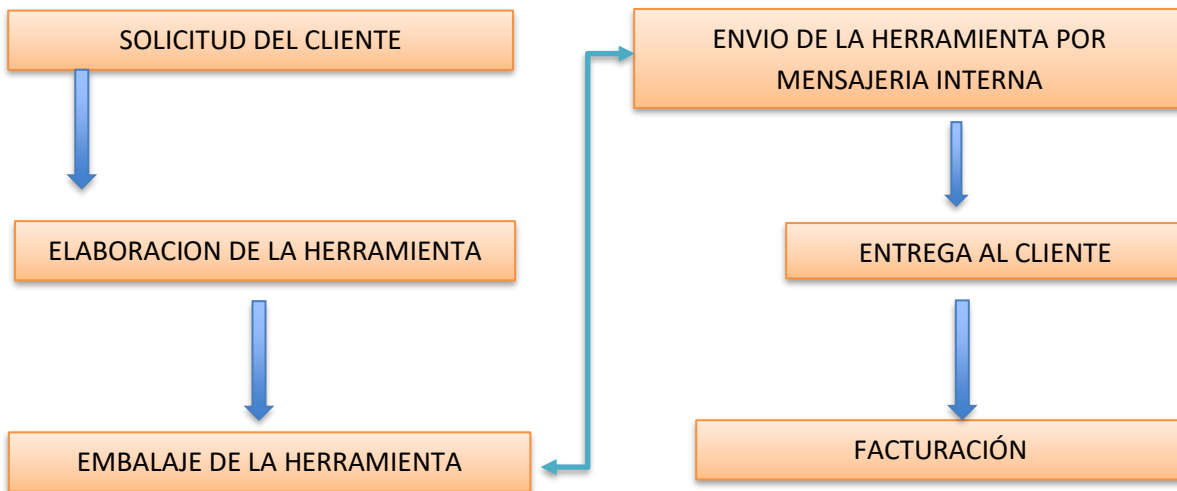 SOLICITUD DEL CLIENTE
ELABORACION DE LA HERRAMIENTA
EMBALAJE DE LA HERRAMIENTA
ENVIO DE LA HERRAMIENTA POR
MENSAJERIA INTERNA
ENTREGA AL CLIENTE
FACTURACIÓN